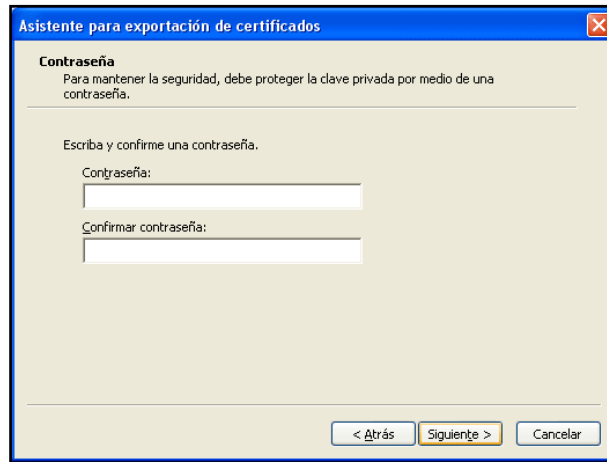 Asistente para exportación de certificados
Contraseña
Para mantener la seguridad, debe proteger la clave privada por medio de una
contraseña.
Escriba y confirme una contraseña.
Contraseña:
Confirmar contraseña:
< Atrás Siguiente > Cancelar